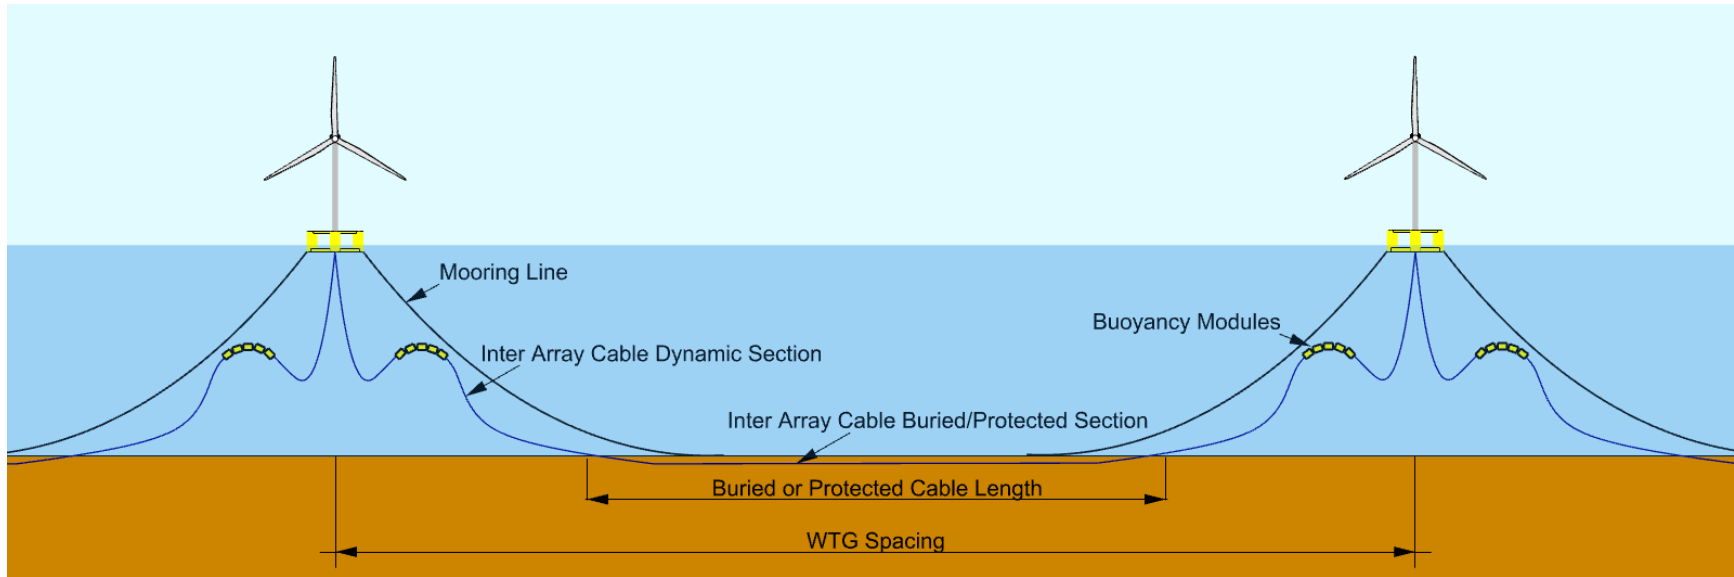 Mooring Line
Buoyancy Modules
Inter Array Cable Dynamic Section
Inter Array Cable Buried/Protected Section
Buried or Protected Cable Length
WTG Spacing